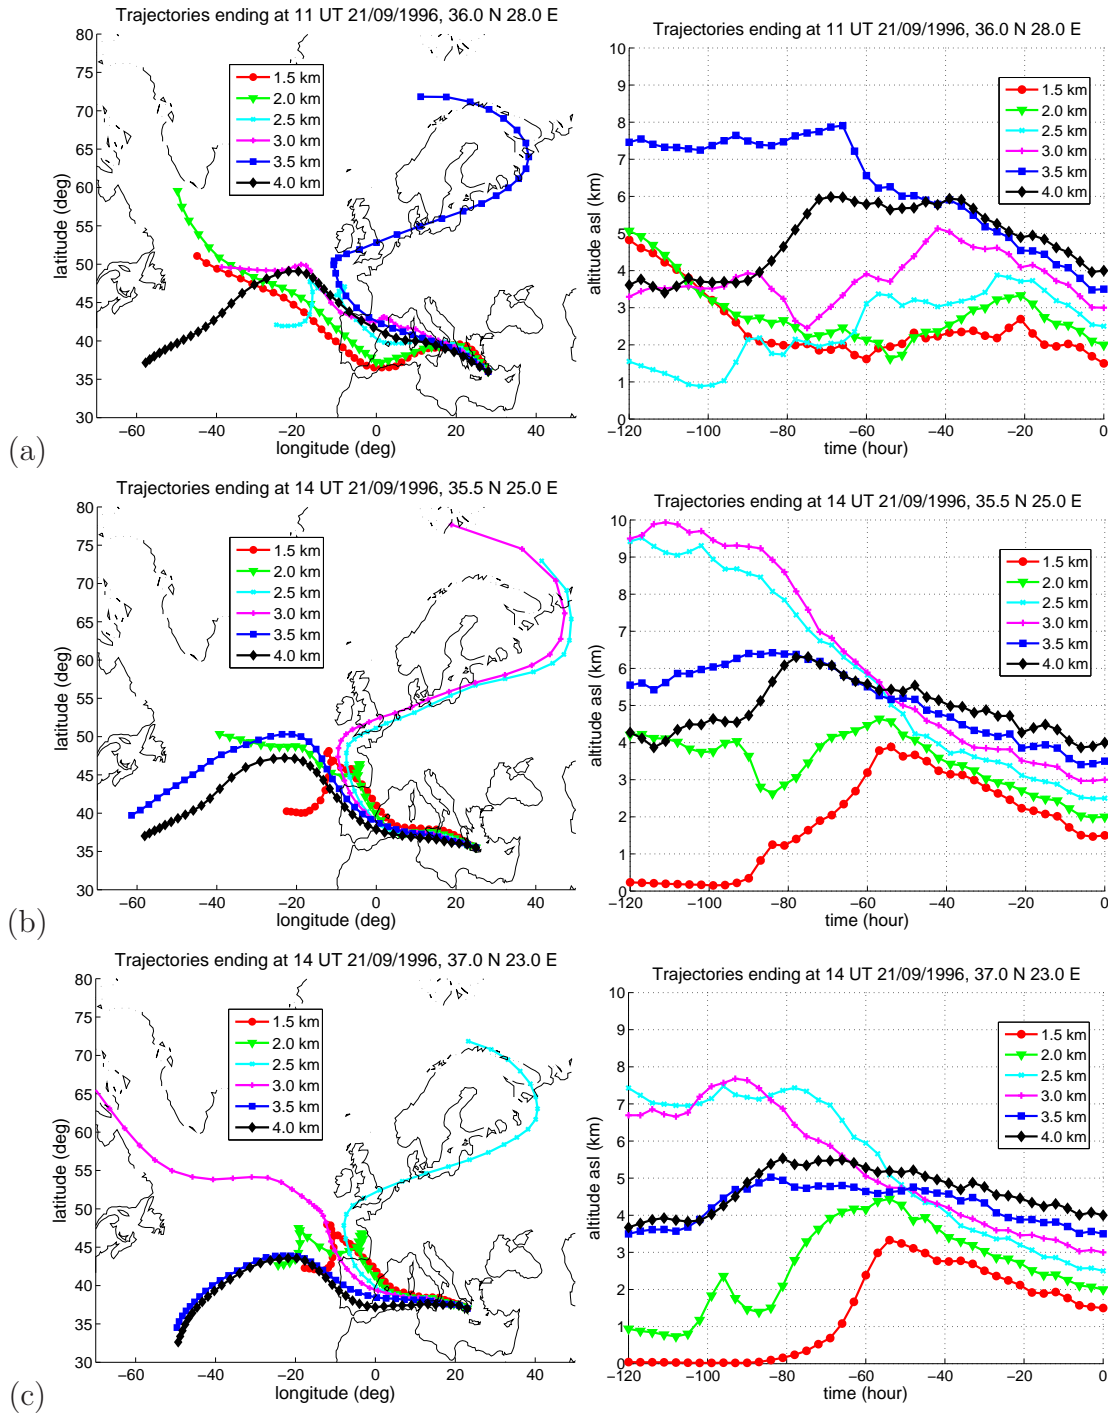 Trajectories ending at 11 UT 21/09/1996, 36.0 N 28.0 E
80
75
70
65
60
55
50
45
40
35
30
latitude (deg)
1.5 km
2.0 km
2.5 km
3.0 km
3.5 km
4.0 km
−60 −40 −20 0 20 40
longitude (deg)
Trajectories ending at 11 UT 21/09/1996, 36.0 N 28.0 E
10
9
8
7
6
5
4
3
2
1
0
altitude asl (km)
1.5 km
2.0 km
2.5 km
3.0 km
3.5 km
4.0 km
−120 −100 −80 −60 −40 −20 0
time (hour)
(a)
Trajectories ending at 14 UT 21/09/1996, 35.5 N 25.0 E
80
75
70
65
60
55
50
45
40
35
30
latitude (deg)
1.5 km
2.0 km
2.5 km
3.0 km
3.5 km
4.0 km
−60 −40 −20 0 20 40
longitude (deg)
Trajectories ending at 14 UT 21/09/1996, 35.5 N 25.0 E
10
9
8
7
6
5
4
3
2
1
0
altitude asl (km)
1.5 km
2.0 km
2.5 km
3.0 km
3.5 km
4.0 km
−120 −100 −80 −60 −40 −20 0
time (hour)
(b)
Trajectories ending at 14 UT 21/09/1996, 37.0 N 23.0 E
80
75
70
65
60
55
50
45
40
35
30
latitude (deg)
1.5 km
2.0 km
2.5 km
3.0 km
3.5 km
4.0 km
−60 −40 −20 0 20 40
longitude (deg)
Trajectories ending at 14 UT 21/09/1996, 37.0 N 23.0 E
10
9
8
7
6
5
4
3
2
1
0
altitude asl (km)
1.5 km
2.0 km
2.5 km
3.0 km
3.5 km
4.0 km
−120 −100 −80 −60 −40 −20 0
time (hour)
(c)